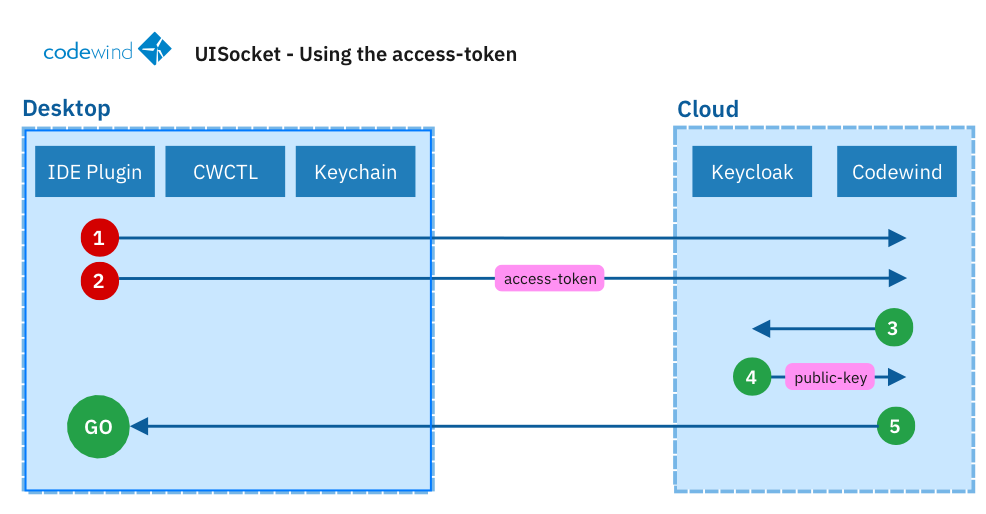 codewind
UISocket - Using the access-token
Desktop
Cloud
IDE Plugin
CWCTL
Keychain
Keycloak
Codewind
1
2
access-token
3
4
public-key
GO
5